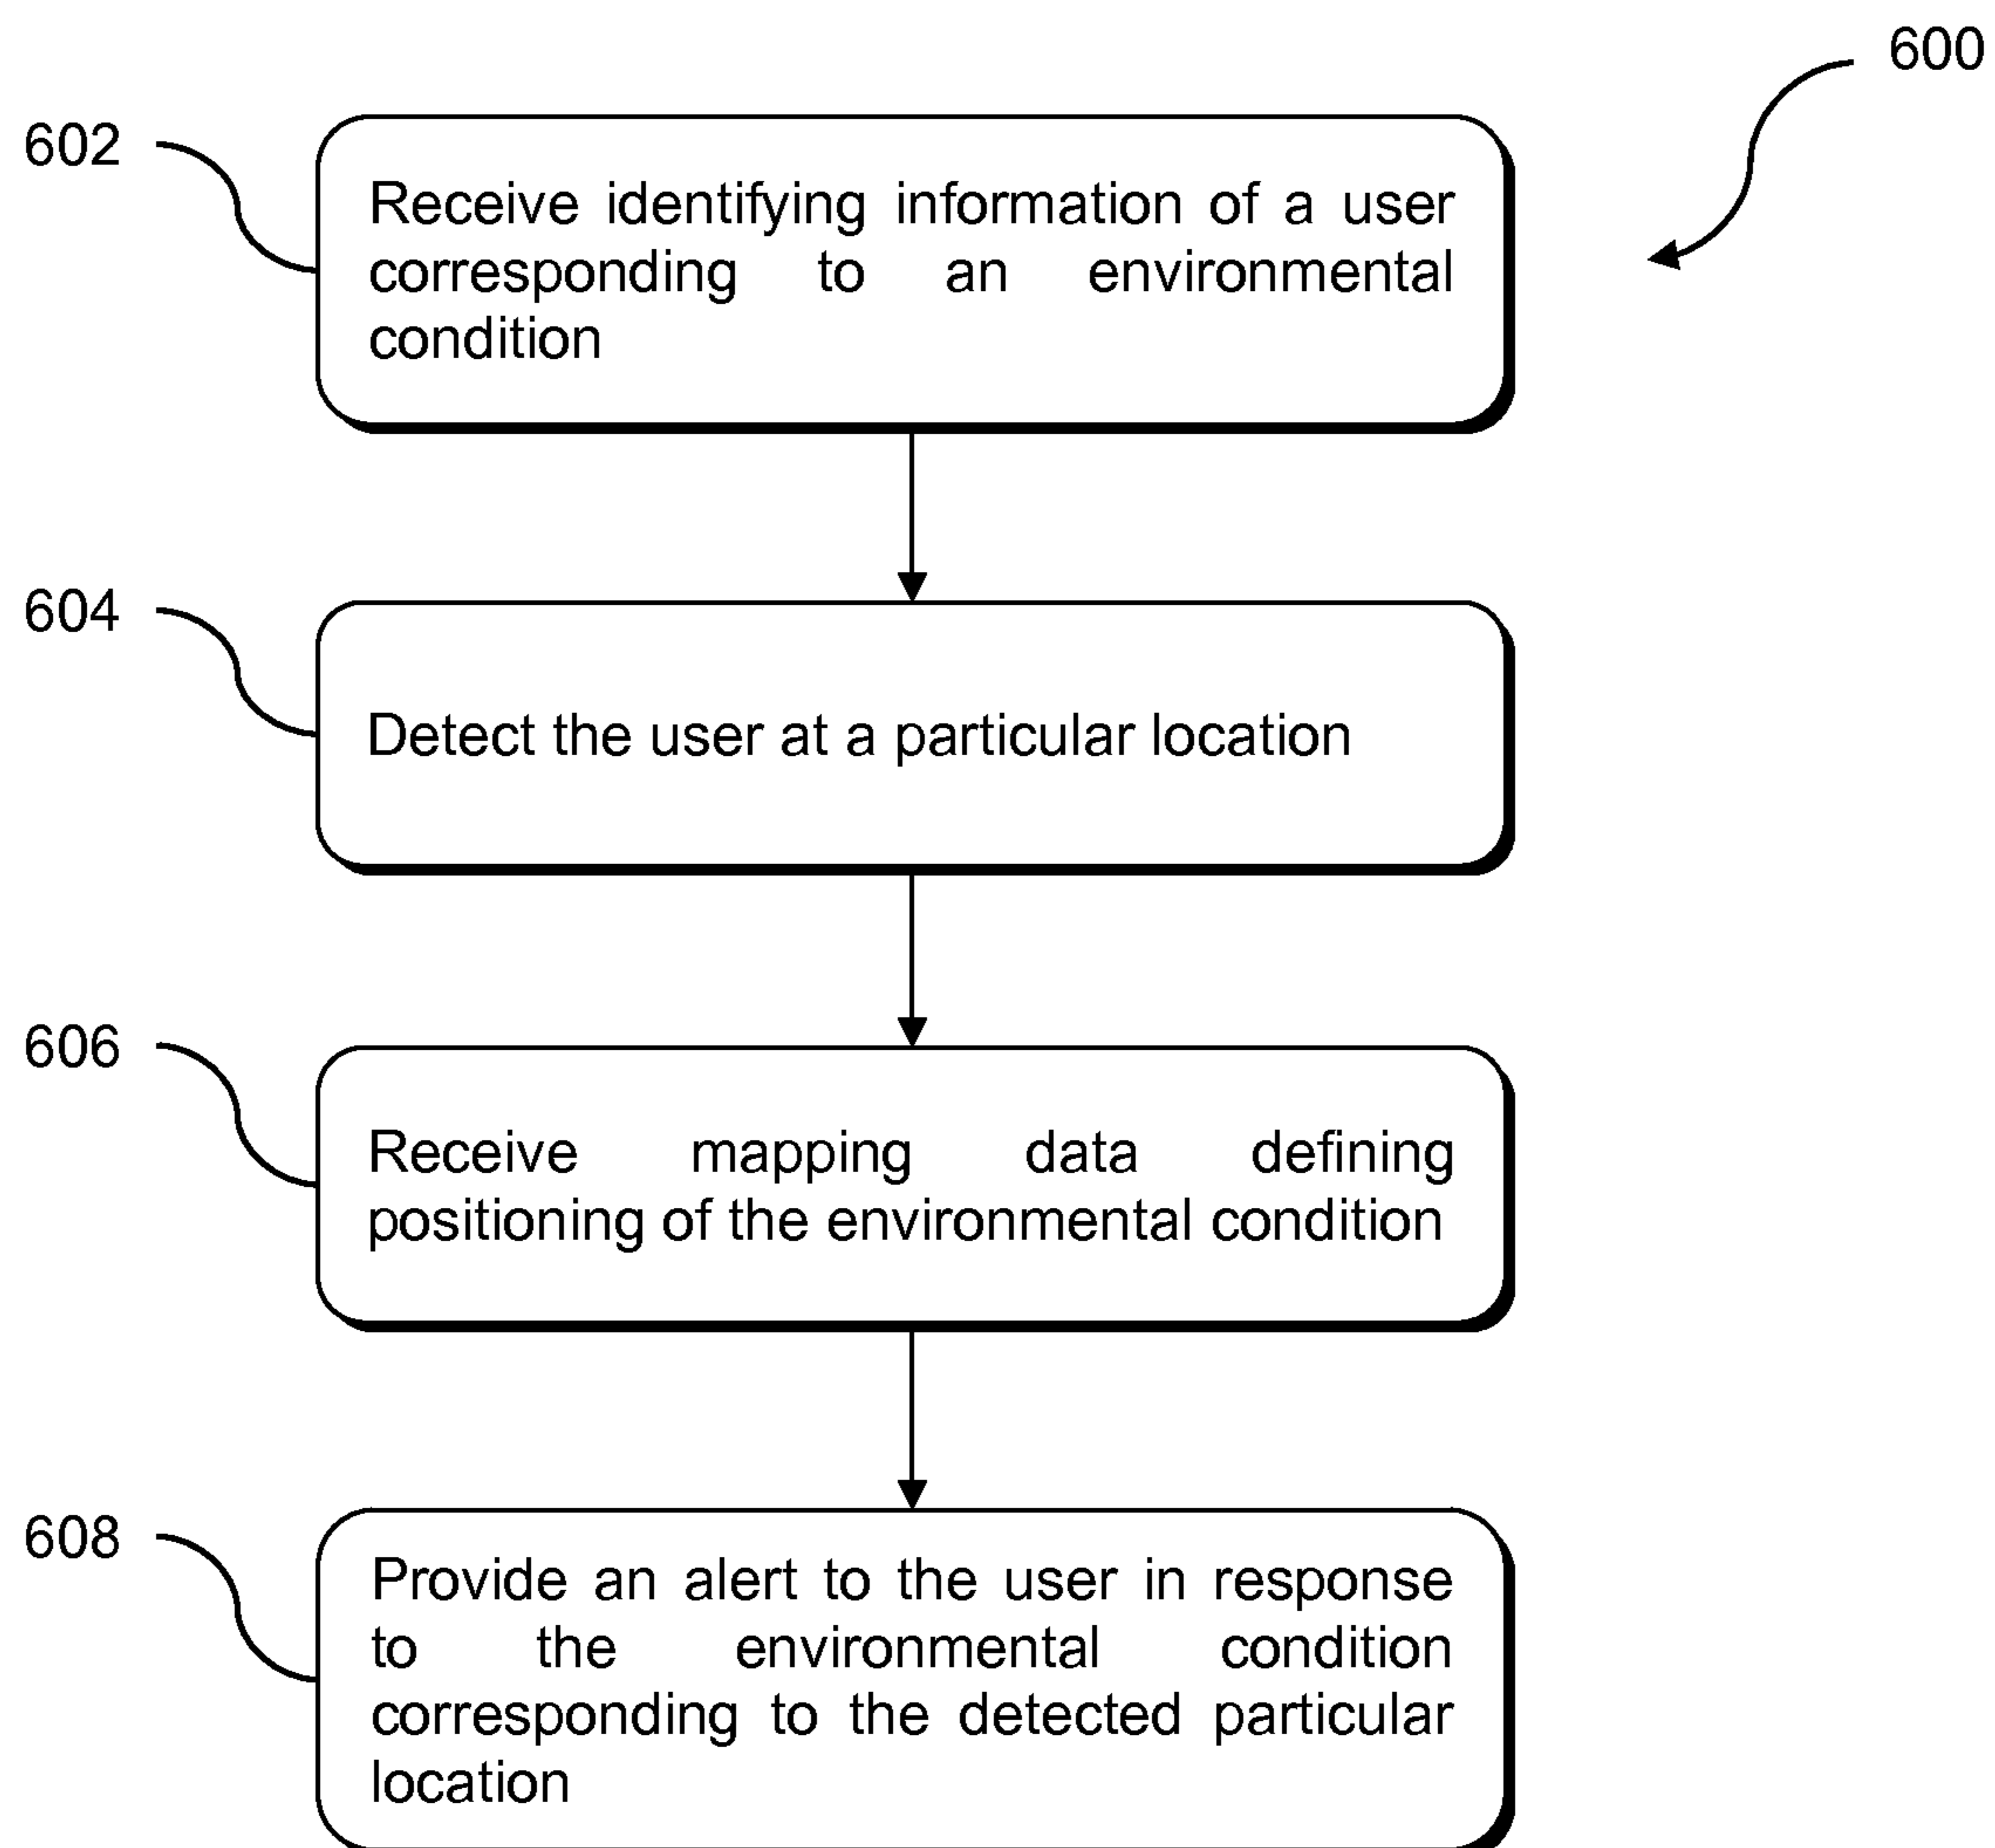 600
602
Receive identifying information of a user
corresponding to an environmental
condition
604
Detect the user at a particular location
606
Receive mapping data defining
positioning of the environmental condition
608
Provide an alert to the user in response
to the environmental condition
corresponding to the detected particular
location